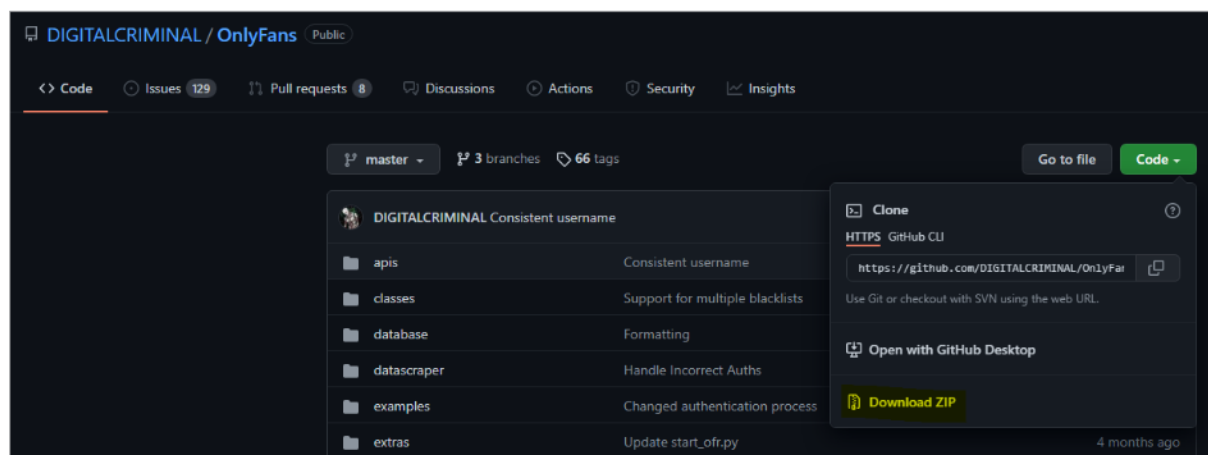 DIGITALCRIMINAL / OnlyFans Public
Code Issues 129 Pull requests 8 Discussions Actions Security Insights
master 3 branches 66 tags Go to file Code
DIGITALCRIMINAL Consistent username
apis Consistent username
classes Support for multiple blacklists
database Formatting
datascraper Handle Incorrect Auths
examples Changed authentication process
extras Update start_ofr.py 4 months ago
Clone
HTTPS GitHub CLI
https://github.com/DIGITALCRIMINAL/OnlyFan
Use Git or checkout with SVN using the web URL.
Open with GitHub Desktop
Download ZIP